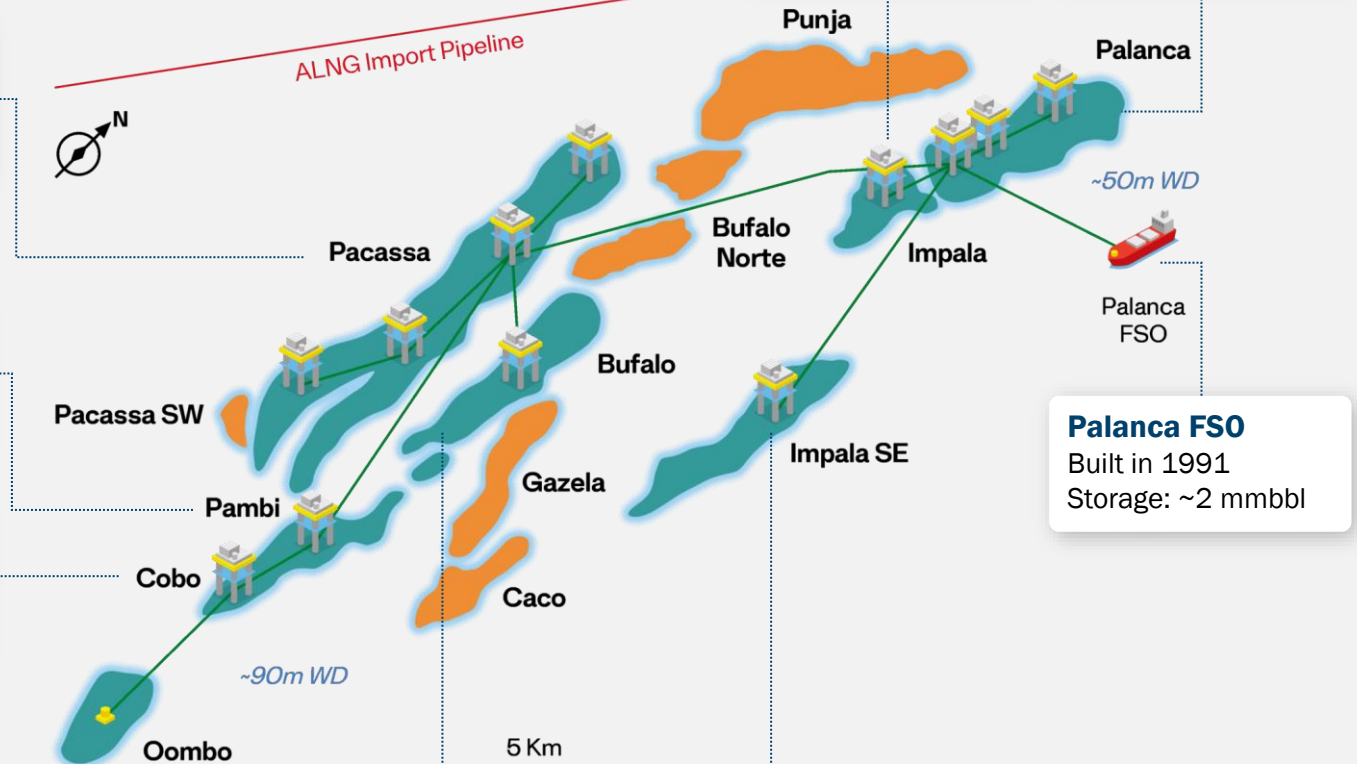 Punja
Palanca
ALNG Import Pipeline
N
~50m WD
Pacassa
Bufalo
Norte
Impala
Palanca
FSO
Bufalo
Pacassa SW
Impala SE
Palanca FSO
Built in 1991
Storage: ~2 mmbbl
Gazela
Pambi
Cobo
Caco
~90m WD
Oombo
5 Km